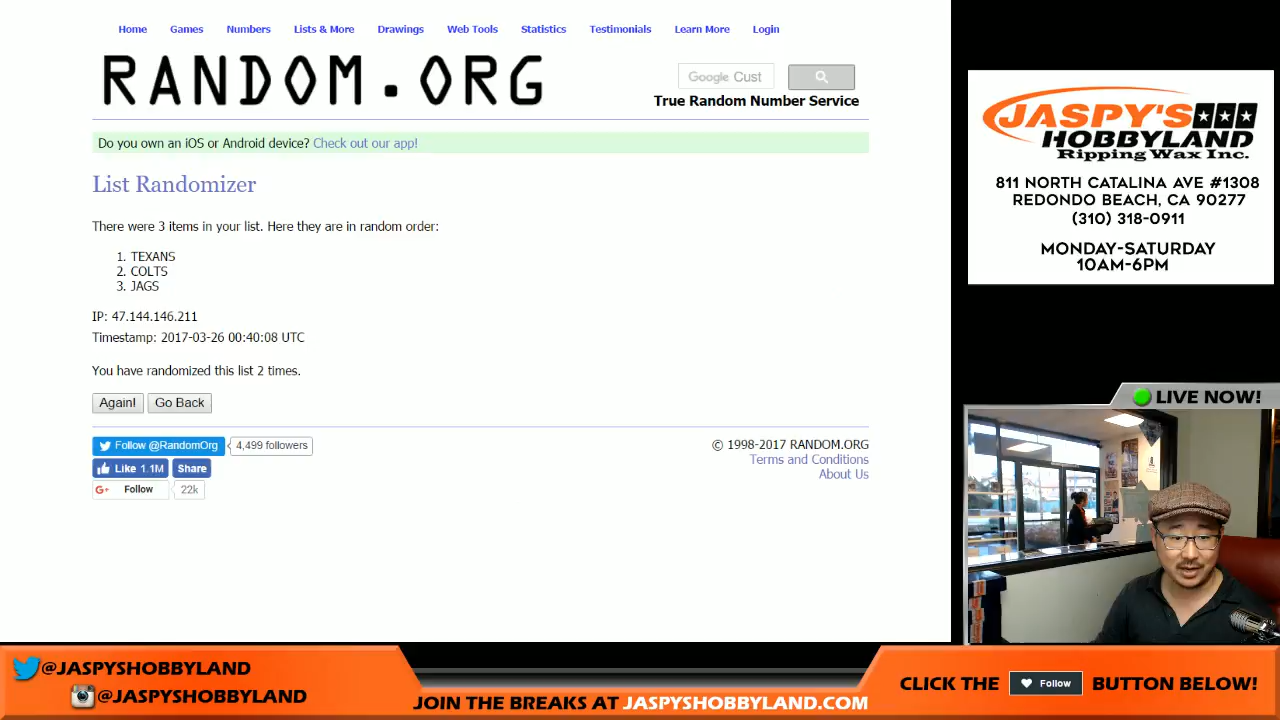 Home Games Numbers Lists & More Drawings Web Tools Statistics Testimonials Learn More Login
RANDOM.ORG
Google Cust
True Random Number Service
Do you own an iOS or Android device? Check out our app!
List Randomizer
There were 3 items in your list. Here they are in random order:
1. TEXANS
2. COLTS
3. JAGS
IP: 47.144.146.211
Timestamp: 2017-03-26 00:40:08 UTC
You have randomized this list 2 times.
Again! Go Back
Follow @RandomOrg 4,499 followers
Like 1.1M Share
G+ Follow 22k
© 1998-2017 RANDOM.ORG
Terms and Conditions
About Us
JASPY'S
HOBBYLAND
Ripping Wax Inc.
811 NORTH CATALINA AVE #1308
REDONDO BEACH, CA 90277
(310) 318-0911
MONDAY-SATURDAY
10AM-6PM
LIVE NOW!
@JASPYSHOBBYLAND
@JASPYSHOBBYLAND
JOIN THE BREAKS AT JASPYSHOBBYLAND.COM
CLICK THE Follow BUTTON BELOW!